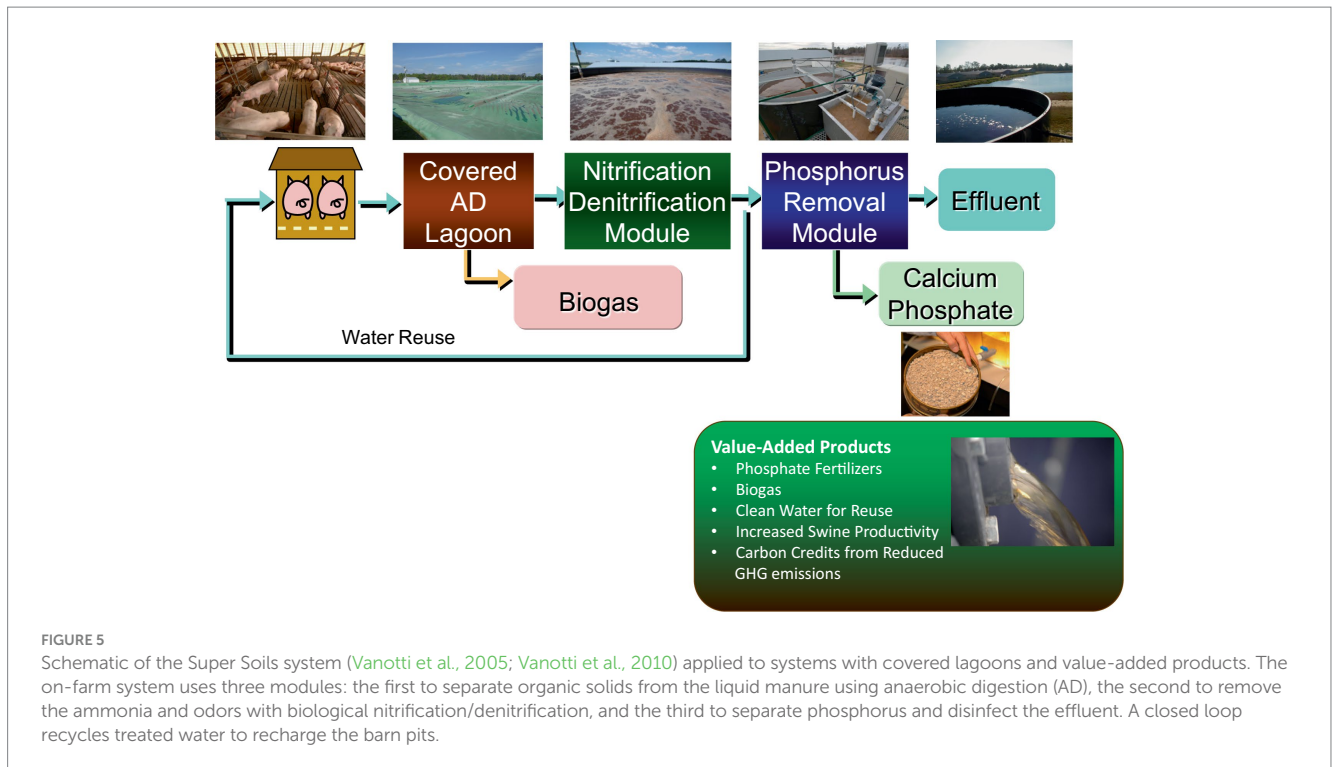 Covered
AD
Lagoon
Nitrification
Denitrification
Module
Phosphorus
Removal
Module
Effluent
Biogas
Calcium
Phosphate
Water Reuse
Value-Added Products
• Phosphate Fertilizers
• Biogas
• Clean Water for Reuse
• Increased Swine Productivity
• Carbon Credits from Reduced
GHG emissions
FIGURE 5
Schematic of the Super Soils system (Vanotti et al., 2005; Vanotti et al., 2010) applied to systems with covered lagoons and value-added products. The
on-farm system uses three modules: the first to separate organic solids from the liquid manure using anaerobic digestion (AD), the second to remove
the ammonia and odors with biological nitrification/denitrification, and the third to separate phosphorus and disinfect the effluent. A closed loop
recycles treated water to recharge the barn pits.